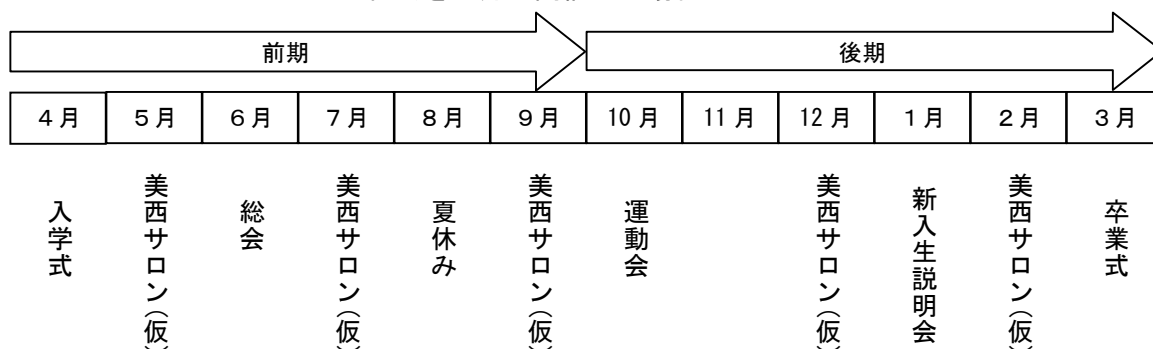 前期
後期
4月
5月
6月
7月
8月
9月
10月
11月
12月
1月
2月
3月
入学式
美西サロン(仮
総会
美西サロン(仮
夏休み
美西サロン(仮
運動会
美西サロン(仮
新入生説明会
美西サロン(仮
卒業式